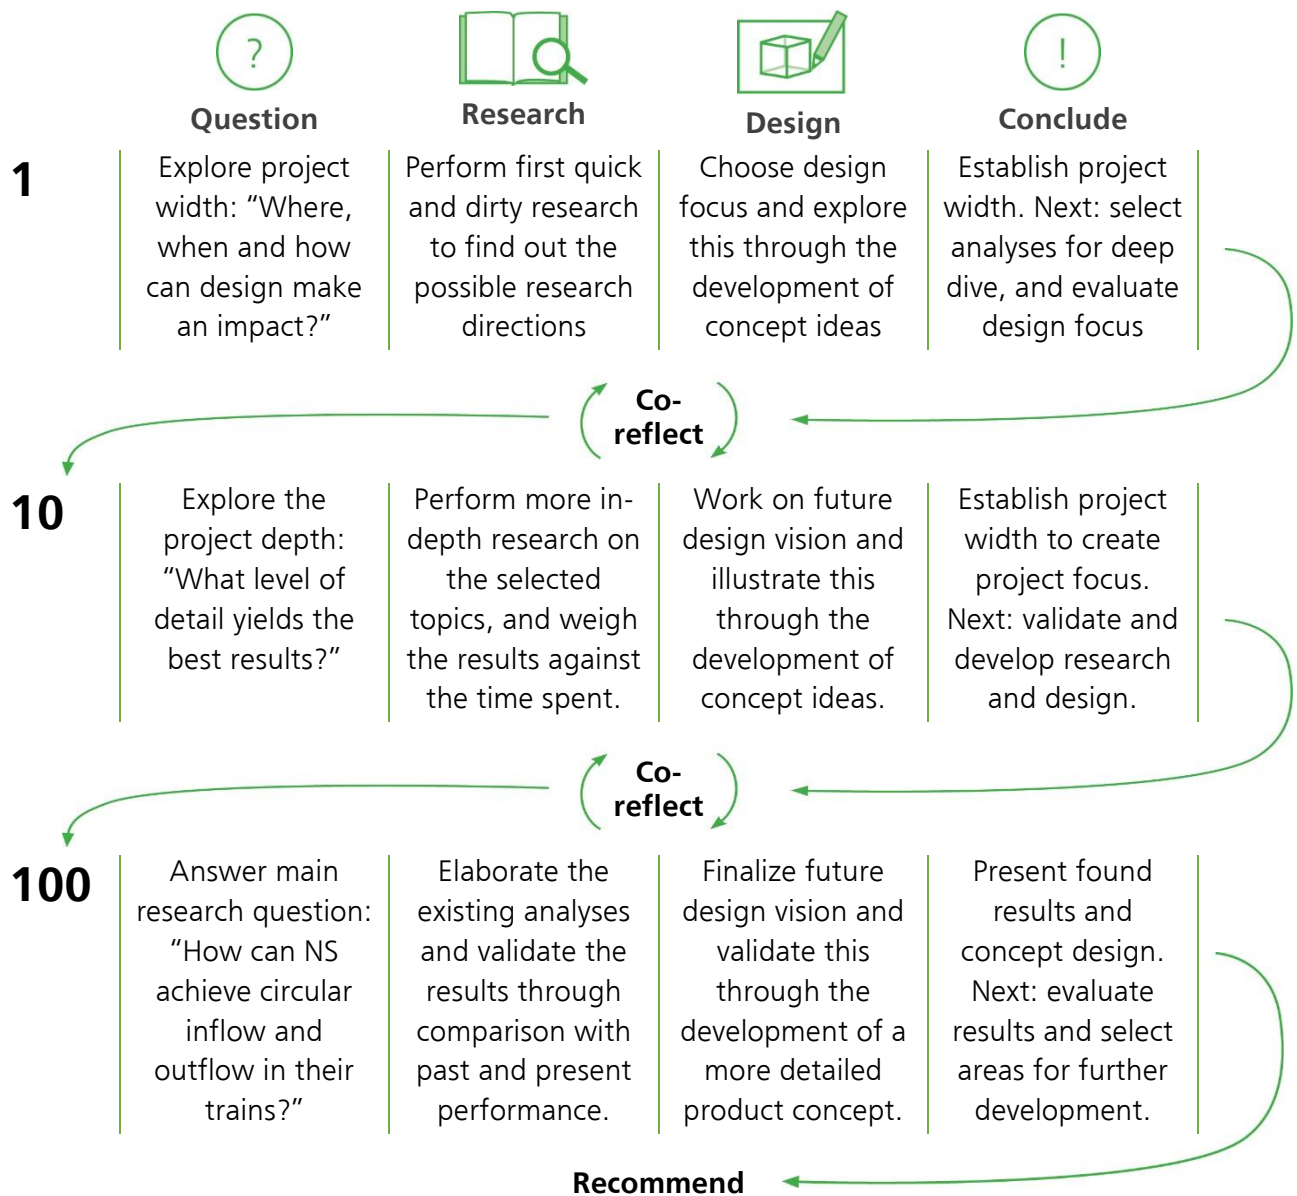 ?
!
Question
Research
Design
Conclude
1
Explore project
width: “Where,
when and how
can design make
an impact?”
Perform first quick
and dirty research
to find out the
possible research
directions
Choose design
focus and explore
this through the
development of
concept ideas
Establish project
width. Next: select
analyses for deep
dive, and evaluate
design focus
Co-
reflect
10
Explore the
project depth:
“What level of
detail yields the
best results?”
Perform more in-
depth research on
the selected
topics, and weigh
the results against
the time spent.
Work on future
design vision and
illustrate this
through the
development of
concept ideas.
Establish project
width to create
project focus.
Next: validate and
develop research
and design.
Co-
reflect
100
Answer main
research question:
“How can NS
achieve circular
inflow and
outflow in their
trains?”
Elaborate the
existing analyses
and validate the
results through
comparison with
past and present
performance.
Finalize future
design vision and
validate this
through the
development of a
more detailed
product concept.
Present found
results and
concept design.
Next: evaluate
results and select
areas for further
development.
Recommend